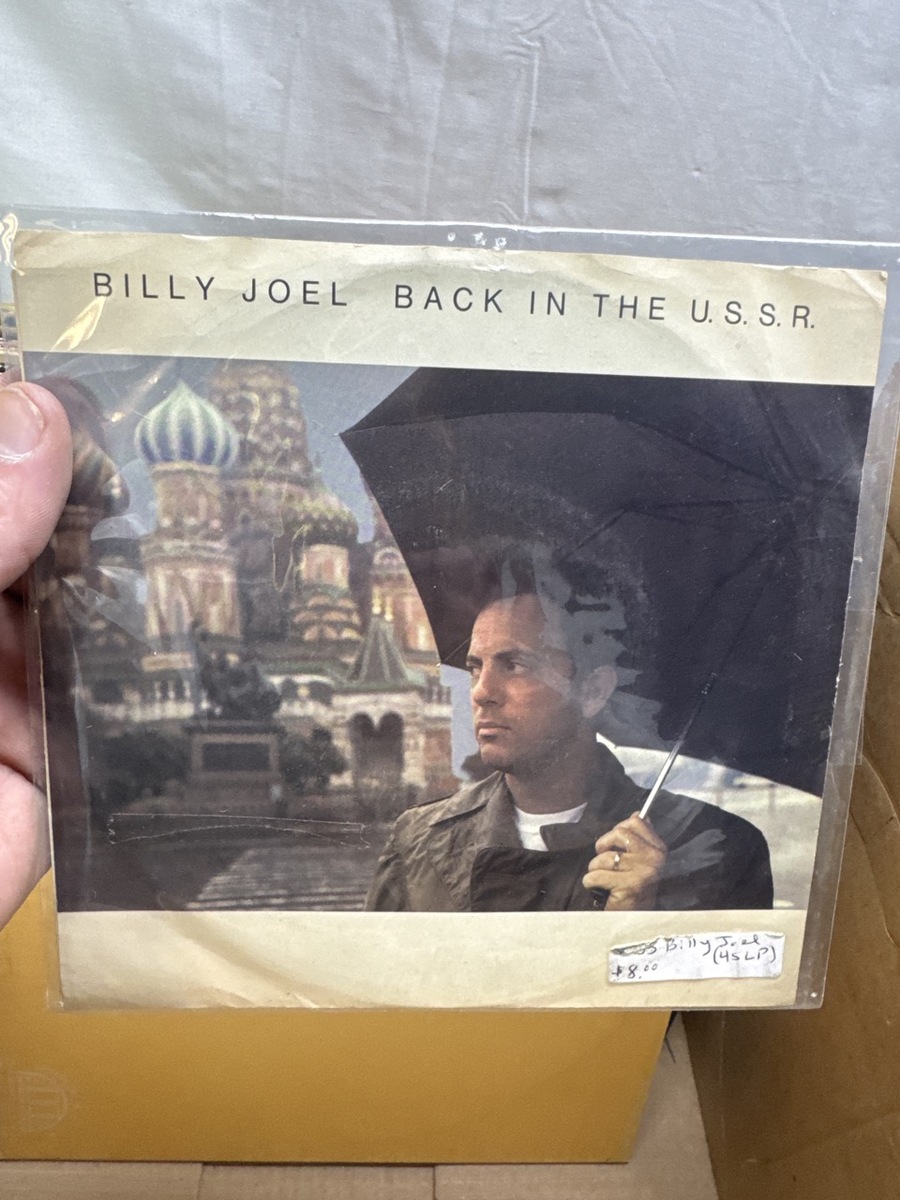 BILLY JOEL BACK IN THE U.S.S.R.
Billy Joel
(45 LP)
$8.00